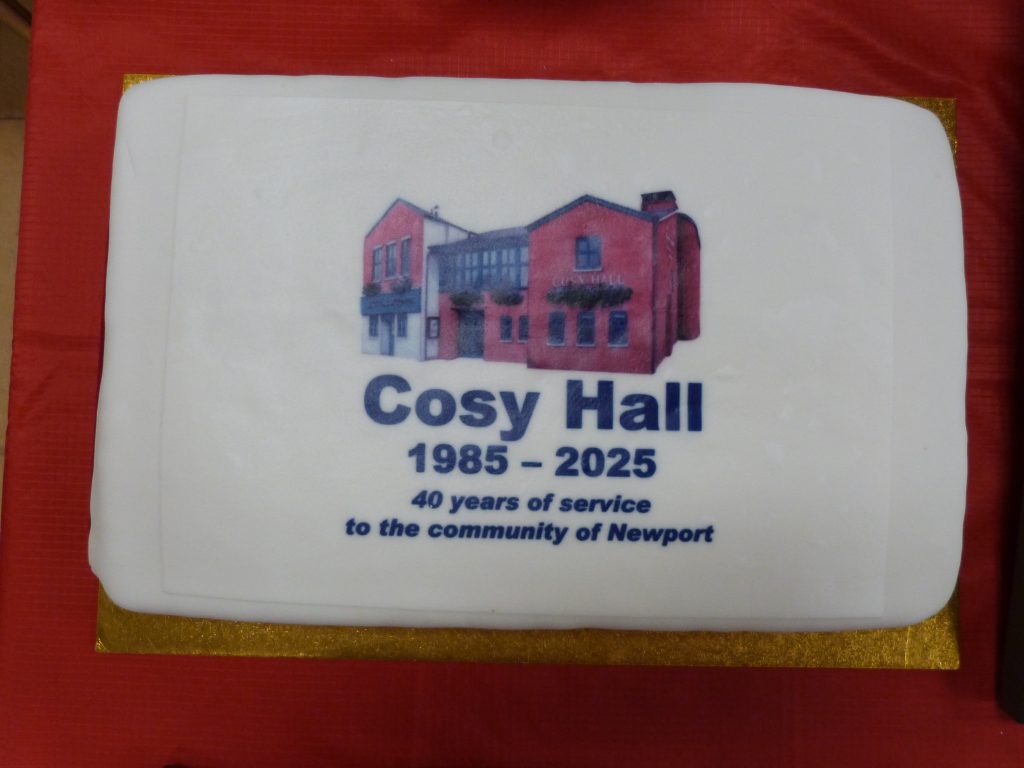 COSY HALL
Cosy Hall
1985 – 2025
40 years of service
to the community of Newport